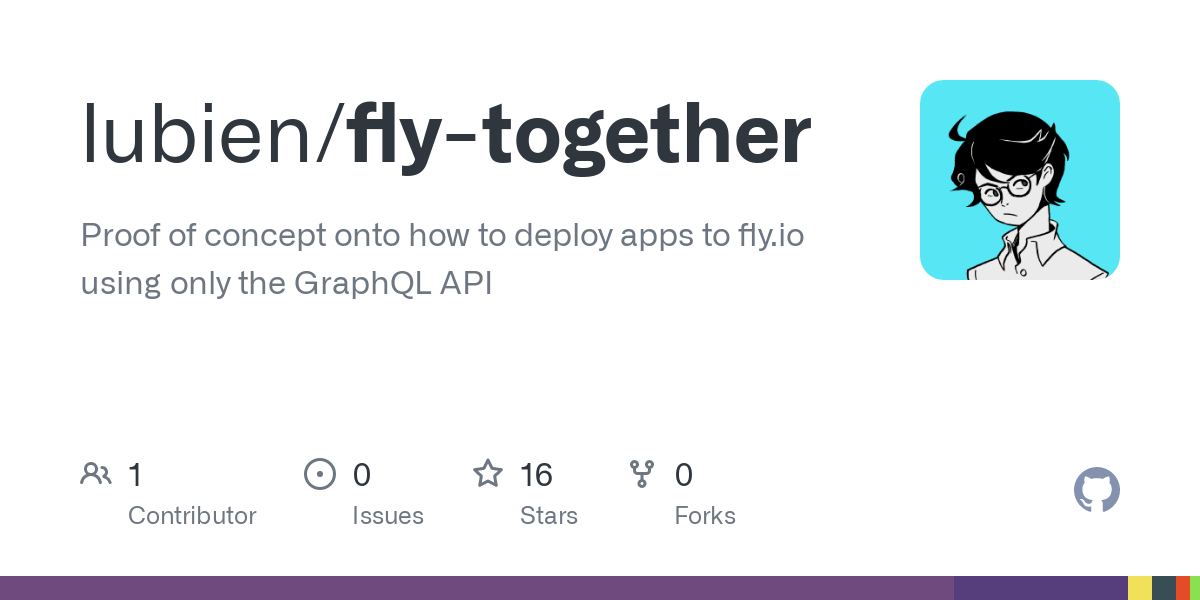 lubien/fly-together
Proof of concept onto how to deploy apps to fly.io
using only the GraphQL API
1
Contributor
0
Issues
16
Stars
0
Forks